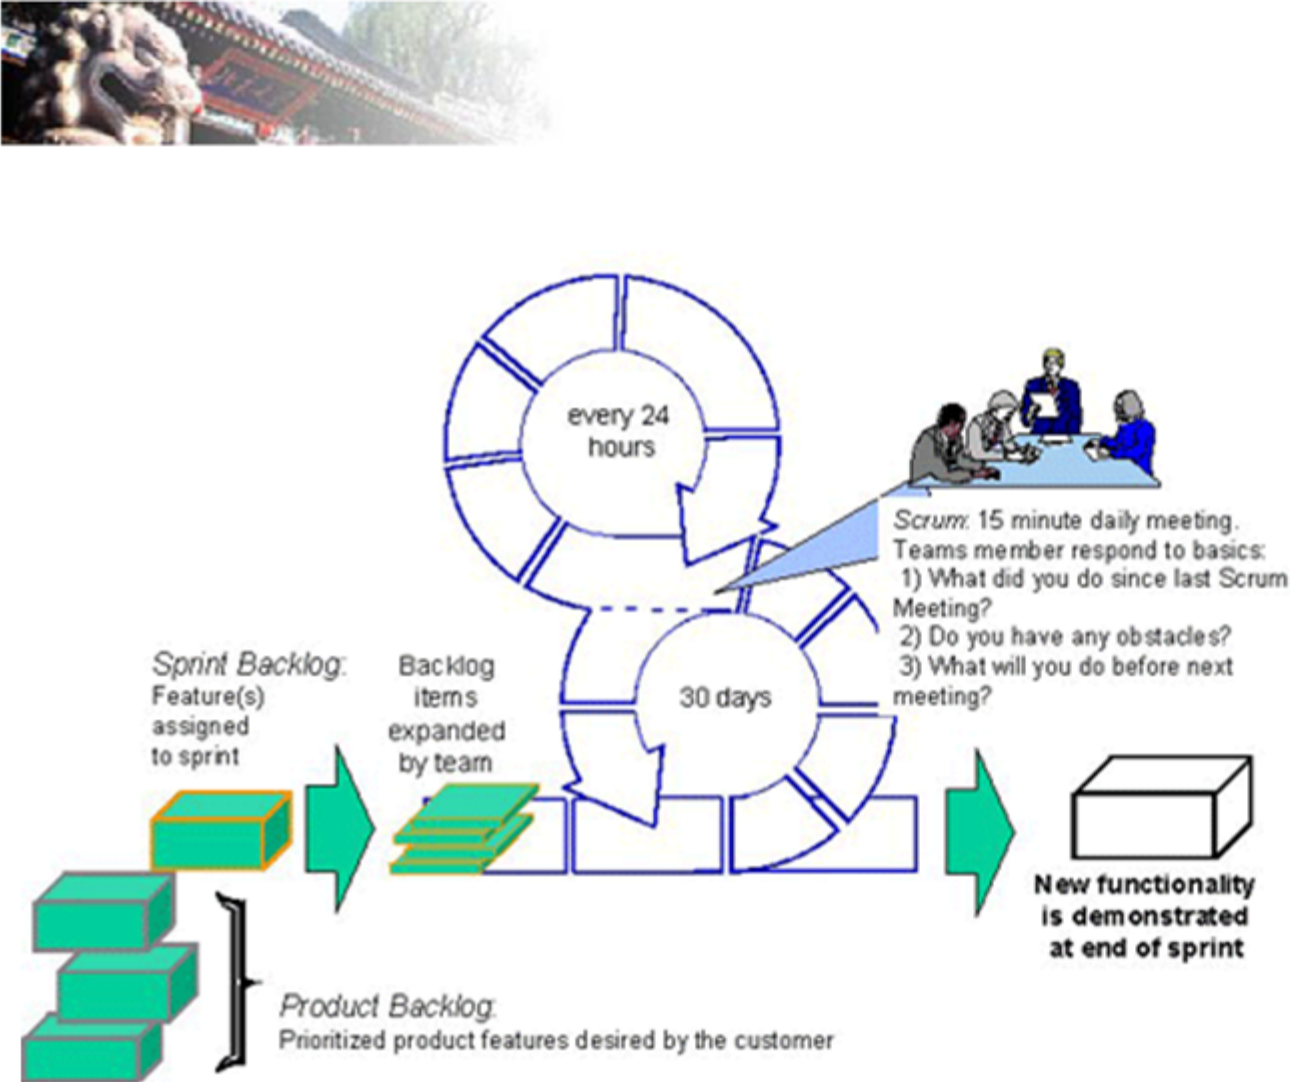 every 24
hours
Scrum: 15 minute daily meeting.
Teams member respond to basics:
1) What did you do since last Scrum
Meeting?
2) Do you have any obstacles?
3) What will you do before next
meeting?
30 days
Sprint Backlog:
Feature(s)
assigned
to sprint
Backlog
items
expanded
by team
New functionality
is demonstrated
at end of sprint
Product Backlog:
Prioritized product features desired by the customer